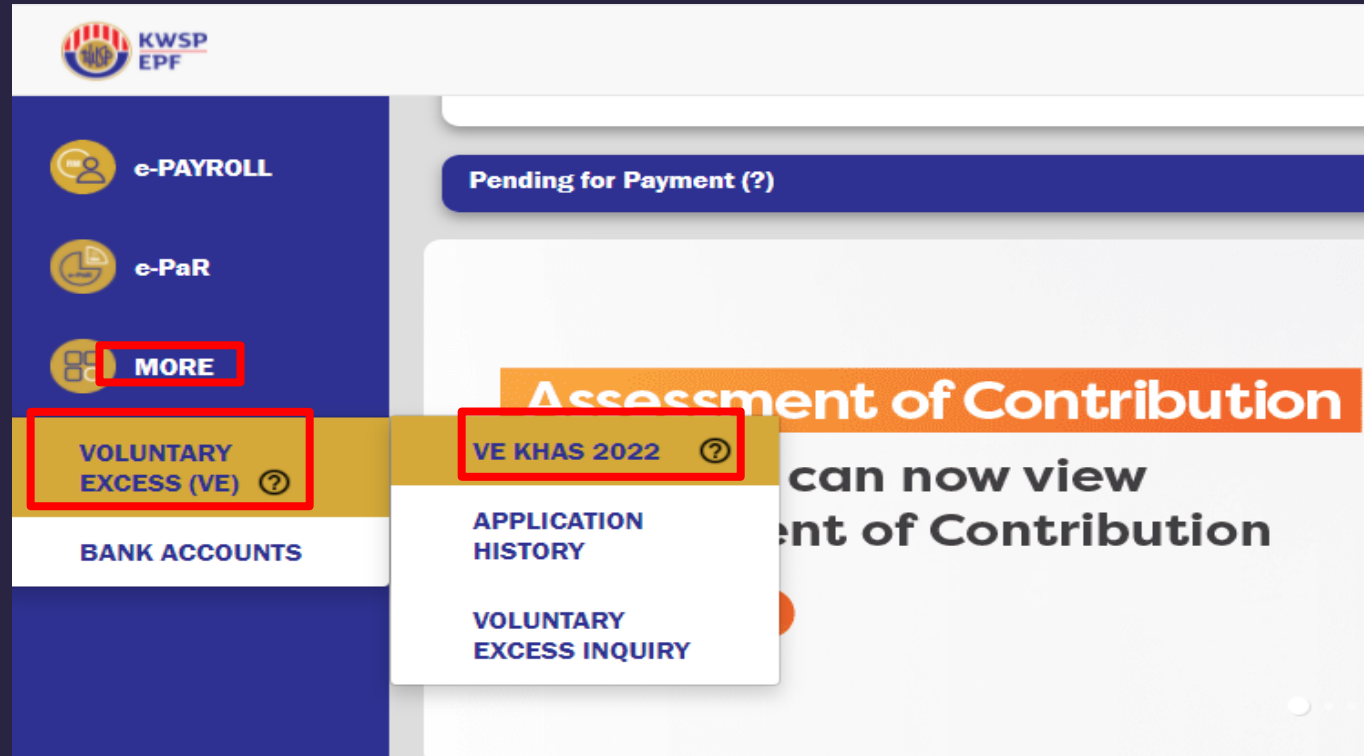 KWSP
EPF
e-PAYROLL
e-PaR
MORE
VOLUNTARY
EXCESS (VE) ?
BANK ACCOUNTS
VE KHAS 2022 ?
APPLICATION
HISTORY
VOLUNTARY
EXCESS INQUIRY
Pending for Payment (?)
Assessment of Contribution
can now view
ent of Contribution